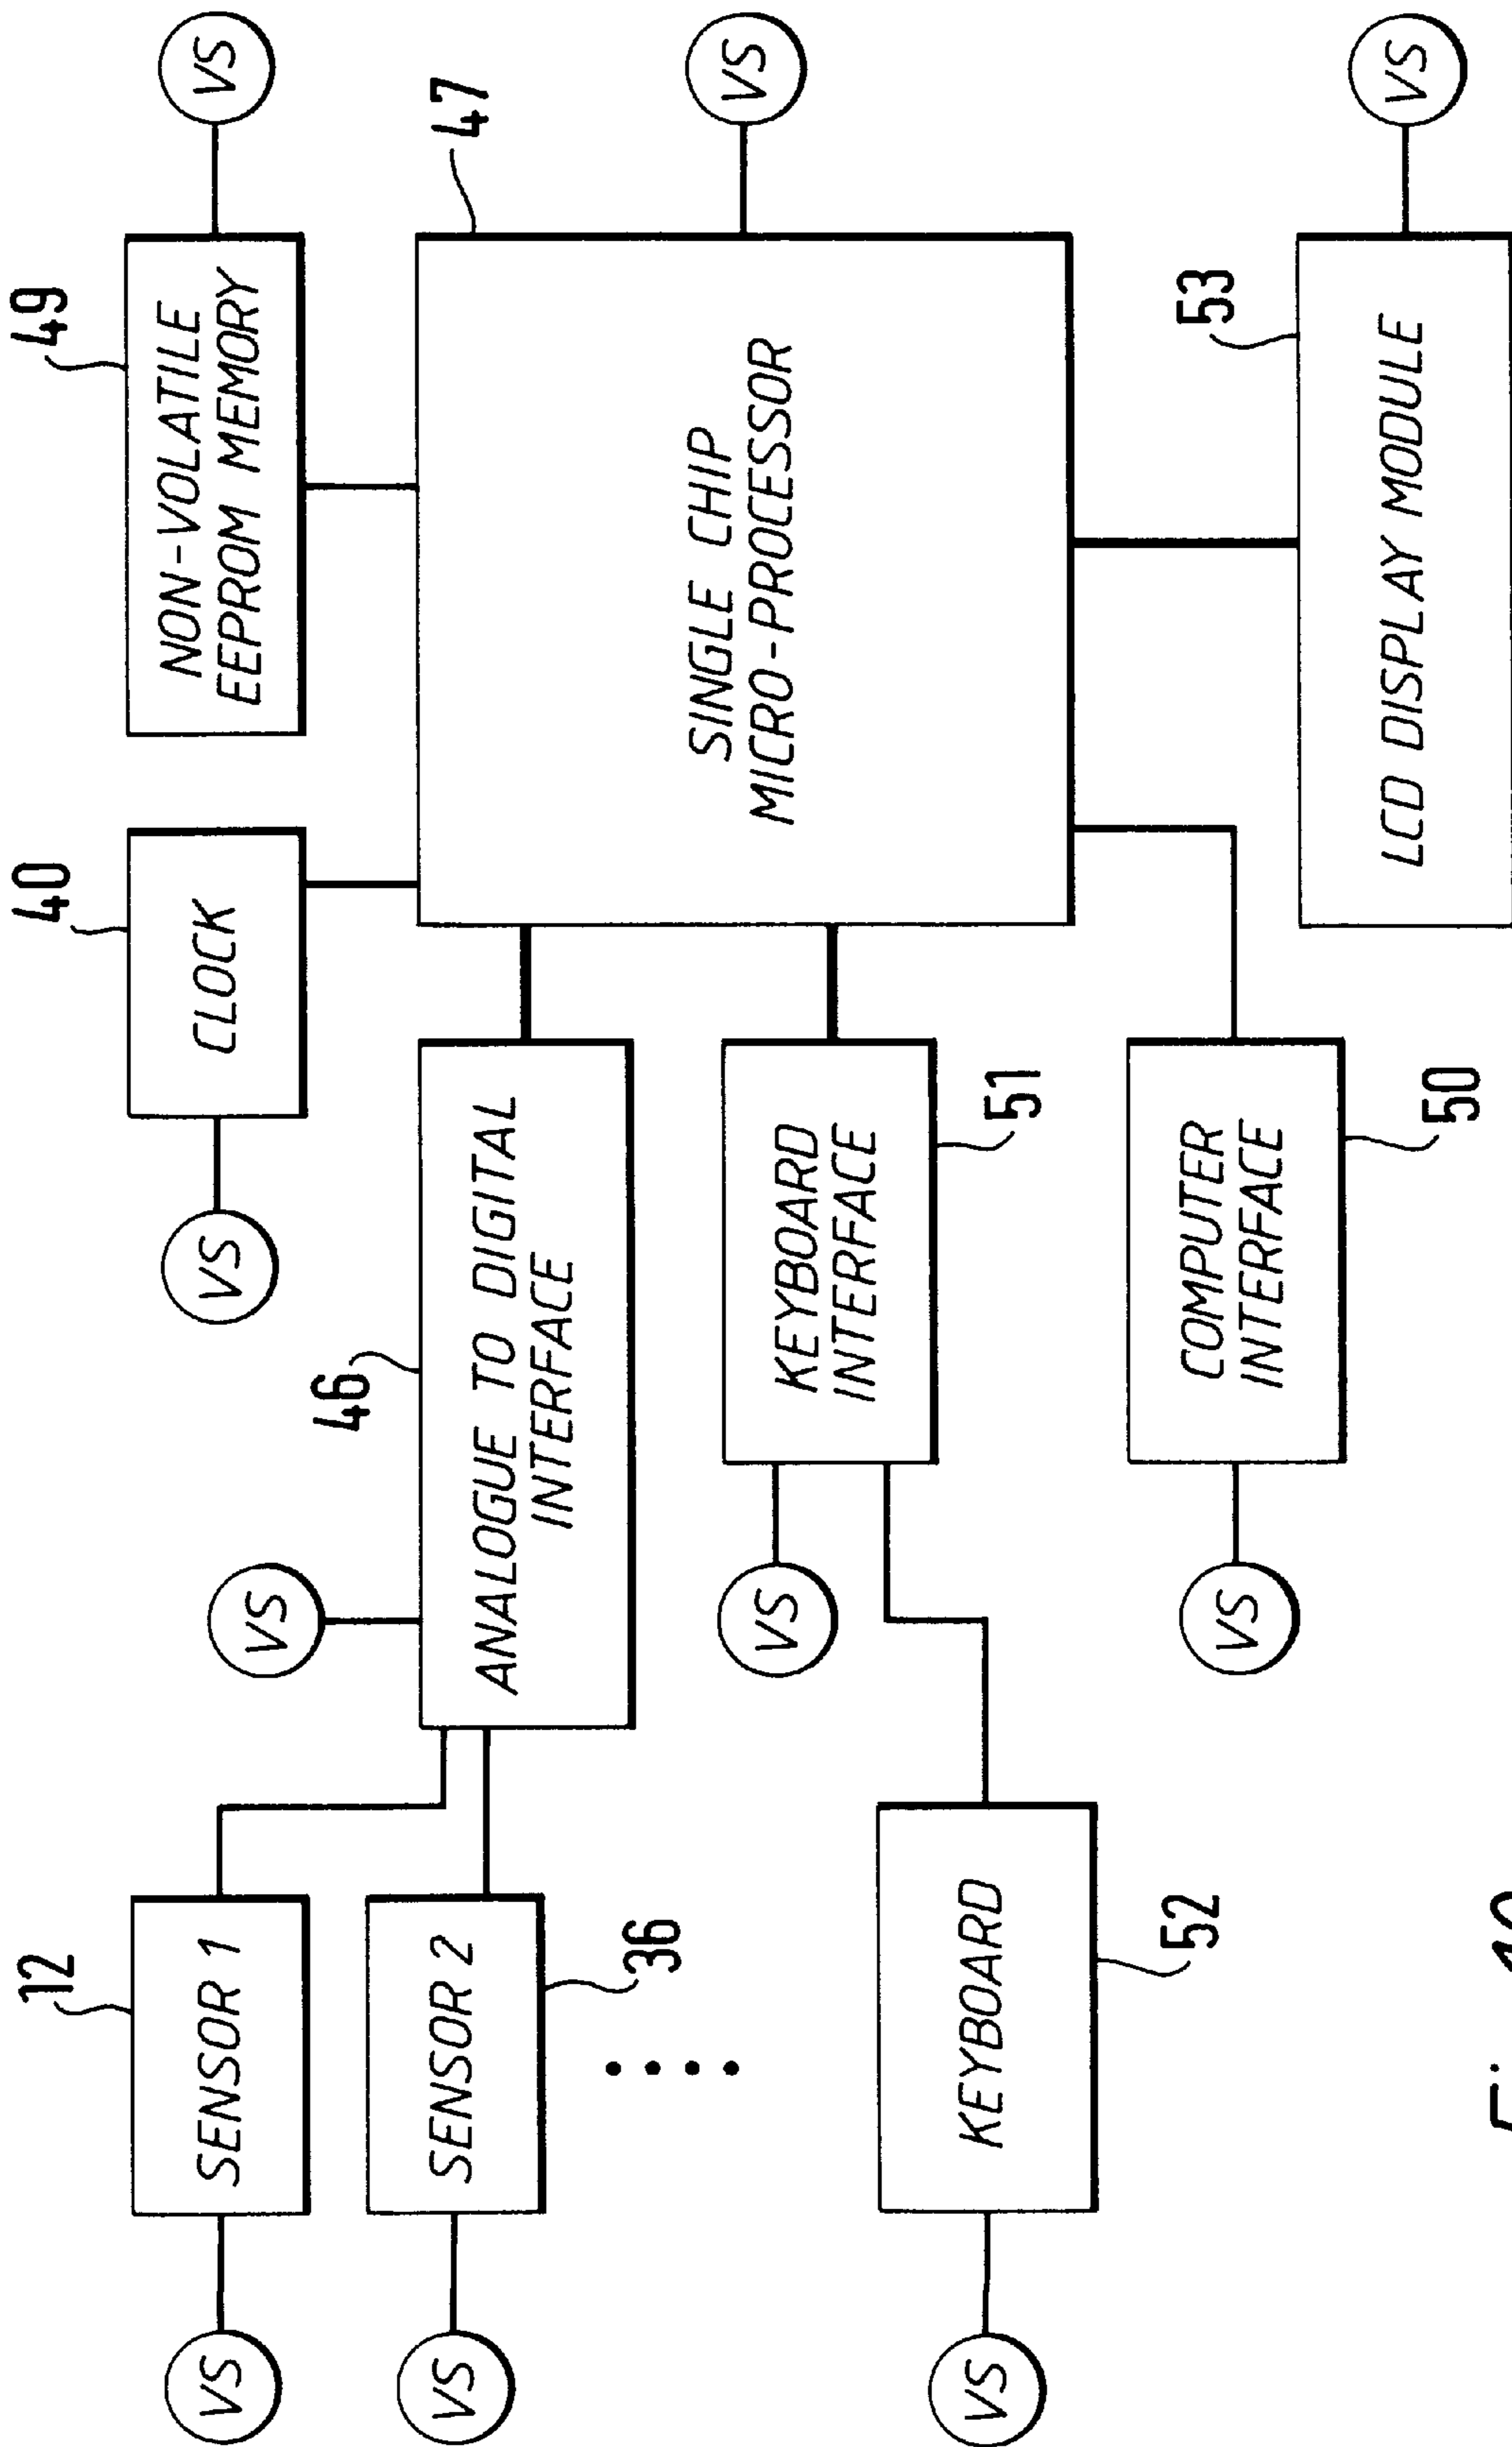 12
SENSOR 1
VS
SENSOR 2
VS
36
40
CLOCK
VS
49
NON-VOLATILE
EEPROM MEMORY
VS
46
ANALOGUE TO DIGITAL
INTERFACE
VS
47
SINGLE CHIP
MICRO-PROCESSOR
VS
KEYBOARD
INTERFACE
51
VS
KEYBOARD
52
VS
COMPUTER
INTERFACE
50
VS
53
LCD DISPLAY MODULE
VS